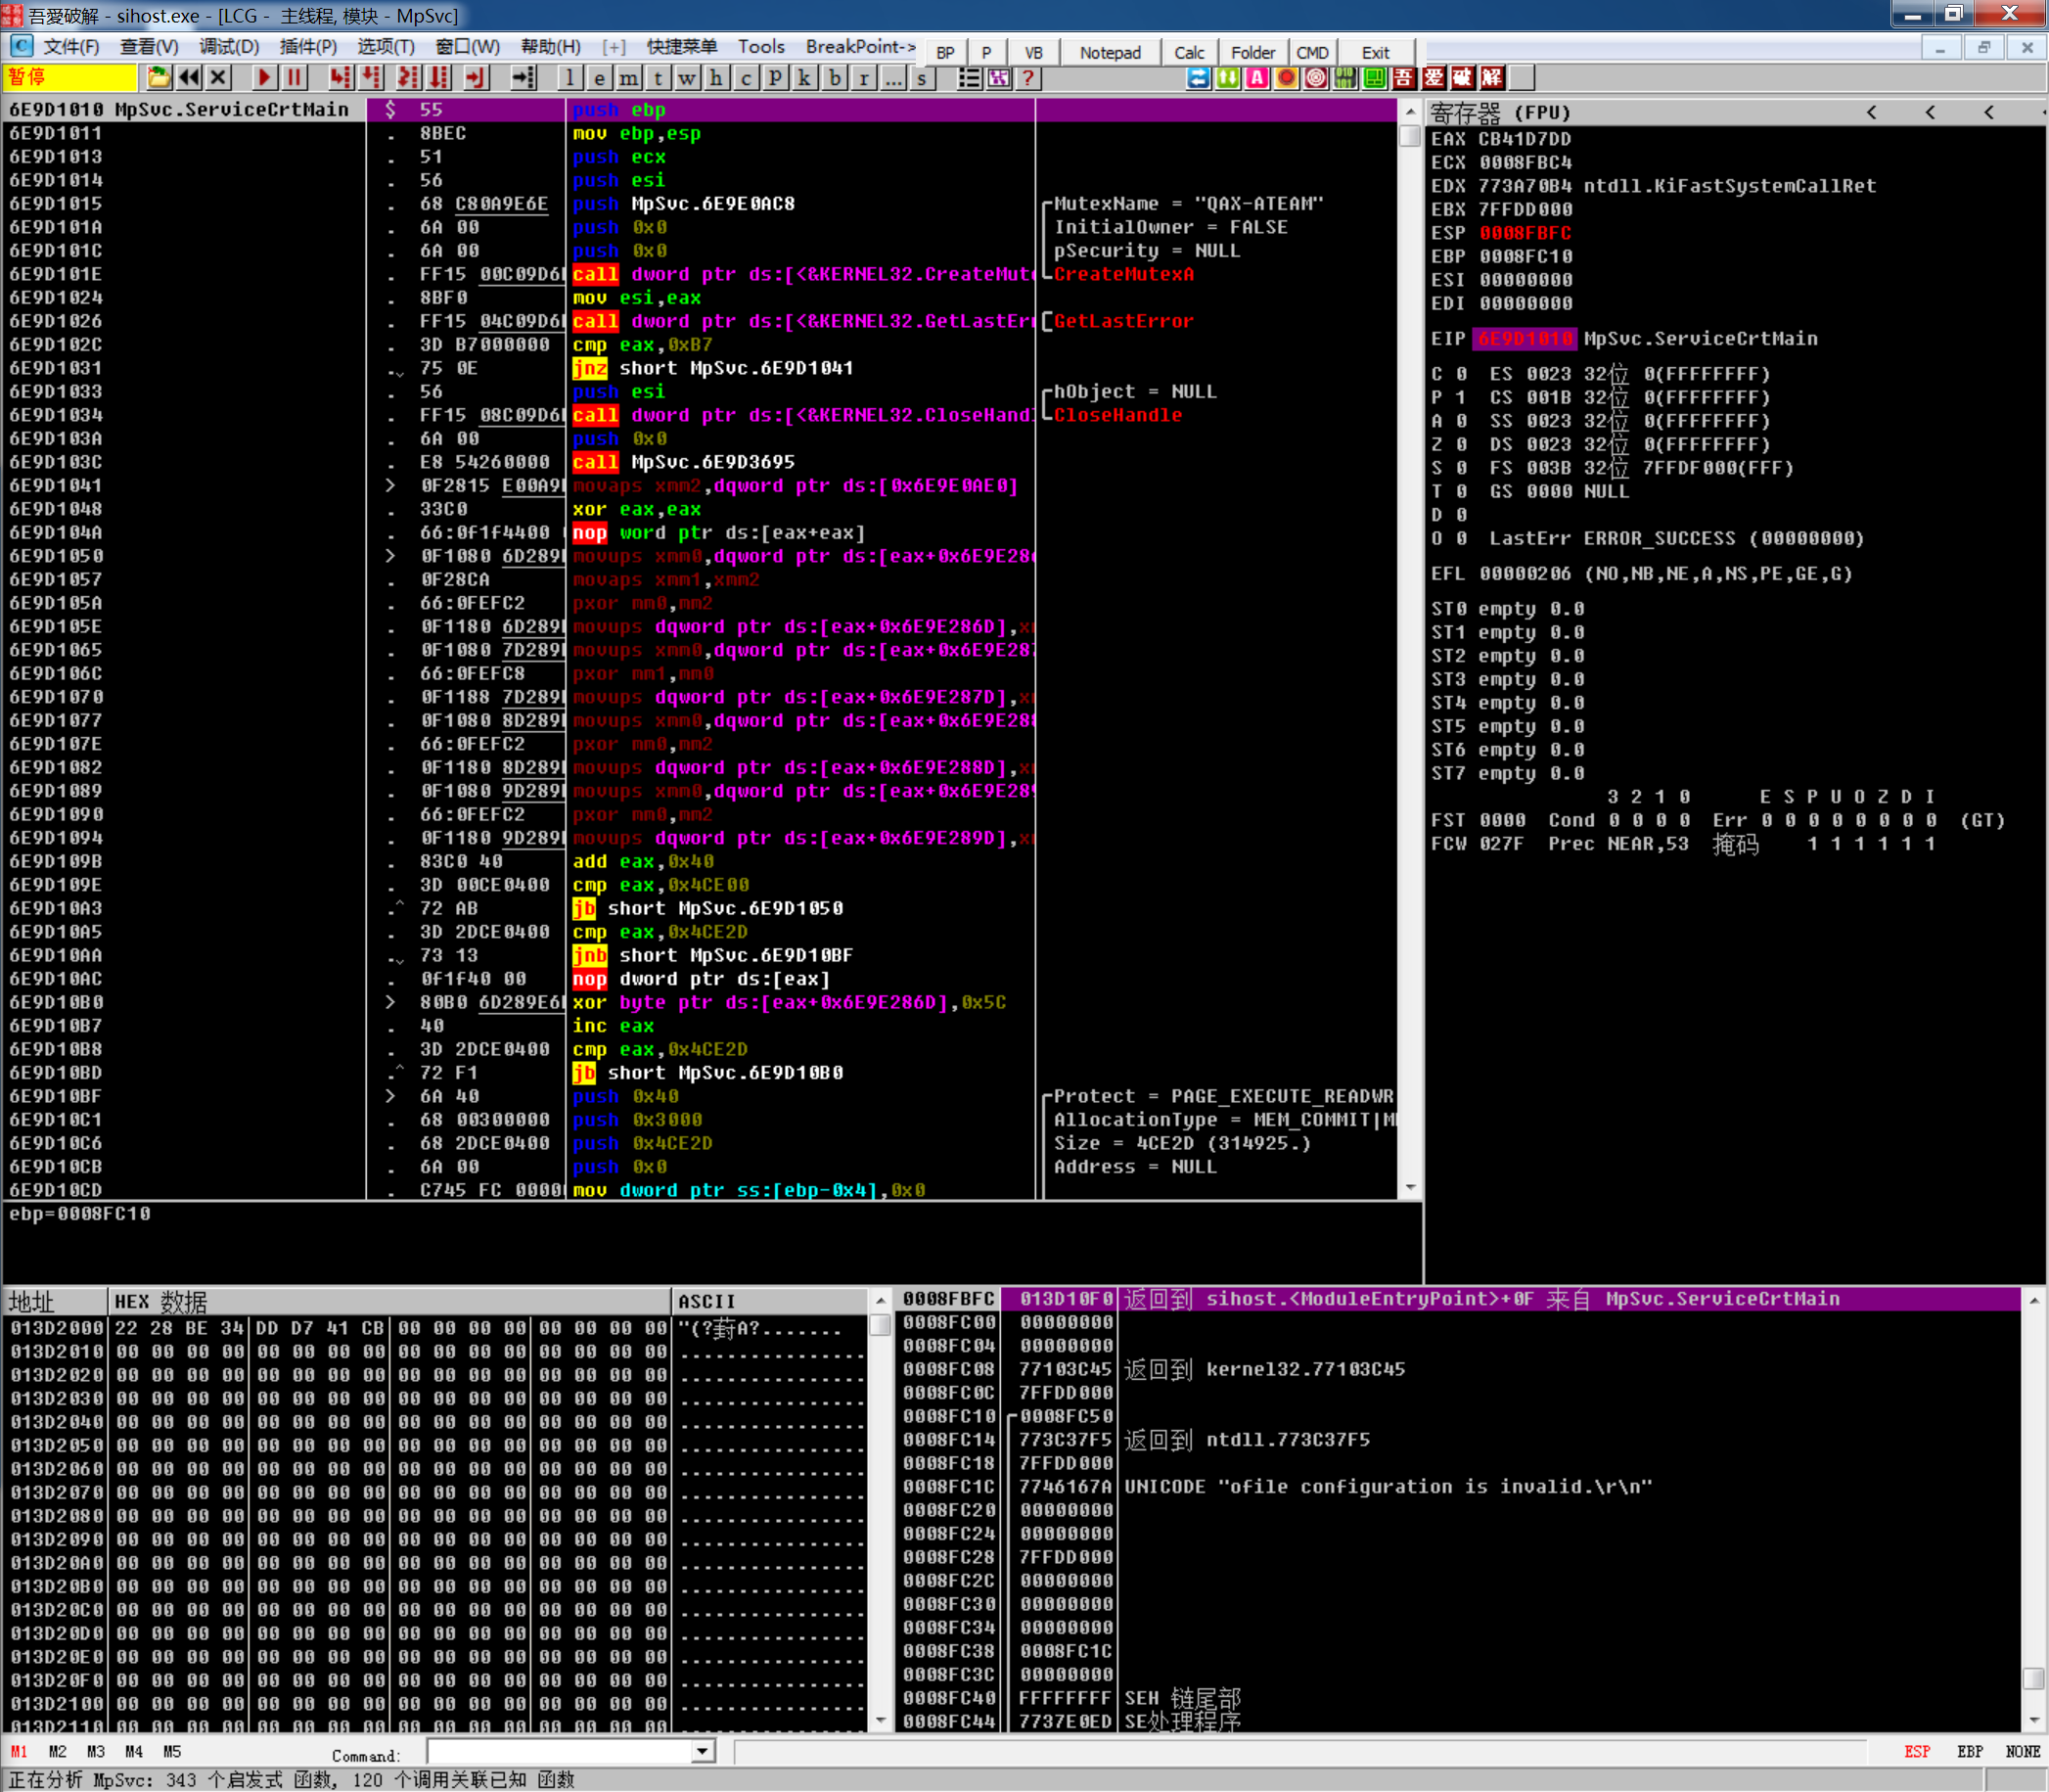 吾愛破解 - sihost.exe - [LCG - 主线程, 模块 - MpSvc]
文件(F) 查看(V) 调试(D) 插件(P) 选项(T) 窗口(W) 帮助(H) [+] 快捷菜单 Tools BreakPoint-> BP P VB Notepad Calc Folder CMD Exit
暂停 l e m t w h c p k b r ... s ? A 吾 爱 破 解
6E9D1010 MpSvc.ServiceCrtMain $ 55 push ebp
6E9D1011 . 8BEC mov ebp,esp
6E9D1013 . 51 push ecx
6E9D1014 . 56 push esi
6E9D1015 . 68 C80A9E6E push MpSvc.6E9E0AC8 MutexName = "QAX-ATEAM"
6E9D101A . 6A 00 push 0x0 InitialOwner = FALSE
6E9D101C . 6A 00 push 0x0 pSecurity = NULL
6E9D101E . FF15 00C09D6 call dword ptr ds:[<&KERNEL32.CreateMut CreateMutexA
6E9D1024 . 8BF0 mov esi,eax
6E9D1026 . FF15 04C09D6 call dword ptr ds:[<&KERNEL32.GetLastEr GetLastError
6E9D102C . 3D B7000000 cmp eax,0xB7
6E9D1031 . 75 0E jnz short MpSvc.6E9D1041
6E9D1033 . 56 push esi hObject = NULL
6E9D1034 . FF15 08C09D6 call dword ptr ds:[<&KERNEL32.CloseHand CloseHandle
6E9D103A . 6A 00 push 0x0
6E9D103C . E8 54260000 call MpSvc.6E9D3695
6E9D1041 > 0F2815 E00A9 movaps xmm2,dqword ptr ds:[0x6E9E0AE0]
6E9D1048 . 33C0 xor eax,eax
6E9D104A . 66:0f1f4400 nop word ptr ds:[eax+eax]
6E9D1050 > 0F1080 6D289 movups xmm0,dqword ptr ds:[eax+0x6E9E28
6E9D1057 . 0F28CA movaps xmm1,xmm2
6E9D105A . 66:0FEFC2 pxor mm0,mm2
6E9D105E . 0F1180 6D289 movups dqword ptr ds:[eax+0x6E9E286D],x
6E9D1065 . 0F1080 7D289 movups xmm0,dqword ptr ds:[eax+0x6E9E28
6E9D106C . 66:0FEFC8 pxor mm1,mm0
6E9D1070 . 0F1188 7D289 movups dqword ptr ds:[eax+0x6E9E287D],x
6E9D1077 . 0F1080 8D289 movups xmm0,dqword ptr ds:[eax+0x6E9E28
6E9D107E . 66:0FEFC2 pxor mm0,mm2
6E9D1082 . 0F1180 8D289 movups dqword ptr ds:[eax+0x6E9E288D],x
6E9D1089 . 0F1080 9D289 movups xmm0,dqword ptr ds:[eax+0x6E9E28
6E9D1090 . 66:0FEFC2 pxor mm0,mm2
6E9D1094 . 0F1180 9D289 movups dqword ptr ds:[eax+0x6E9E289D],x
6E9D109B . 83C0 40 add eax,0x40
6E9D109E . 3D 00CE0400 cmp eax,0x4CE00
6E9D10A3 .^ 72 AB jb short MpSvc.6E9D1050
6E9D10A5 . 3D 2DCE0400 cmp eax,0x4CE2D
6E9D10AA . 73 13 jnb short MpSvc.6E9D10BF
6E9D10AC . 0f1f40 00 nop dword ptr ds:[eax]
6E9D10B0 > 80B0 6D289E6 xor byte ptr ds:[eax+0x6E9E286D],0x5C
6E9D10B7 . 40 inc eax
6E9D10B8 . 3D 2DCE0400 cmp eax,0x4CE2D
6E9D10BD .^ 72 F1 jb short MpSvc.6E9D10B0
6E9D10BF > 6A 40 push 0x40 Protect = PAGE_EXECUTE_READWR
6E9D10C1 . 68 00300000 push 0x3000 AllocationType = MEM_COMMIT|M
6E9D10C6 . 68 2DCE0400 push 0x4CE2D Size = 4CE2D (314925.)
6E9D10CB . 6A 00 push 0x0 Address = NULL
6E9D10CD . C745 FC 0000 mov dword ptr ss:[ebp-0x4],0x0
ebp=0008FC10
寄存器 (FPU) < < <
EAX CB41D7DD
ECX 0008FBC4
EDX 773A70B4 ntdll.KiFastSystemCallRet
EBX 7FFDD000
ESP 0008FBFC
EBP 0008FC10
ESI 00000000
EDI 00000000
EIP 6E9D1010 MpSvc.ServiceCrtMain
C 0 ES 0023 32位 0(FFFFFFFF)
P 1 CS 001B 32位 0(FFFFFFFF)
A 0 SS 0023 32位 0(FFFFFFFF)
Z 0 DS 0023 32位 0(FFFFFFFF)
S 0 FS 003B 32位 7FFDF000(FFF)
T 0 GS 0000 NULL
D 0
O 0 LastErr ERROR_SUCCESS (00000000)
EFL 00000206 (NO,NB,NE,A,NS,PE,GE,G)
ST0 empty 0.0
ST1 empty 0.0
ST2 empty 0.0
ST3 empty 0.0
ST4 empty 0.0
ST5 empty 0.0
ST6 empty 0.0
ST7 empty 0.0
3 2 1 0 E S P U O Z D I
FST 0000 Cond 0 0 0 0 Err 0 0 0 0 0 0 0 0 (GT)
FCW 027F Prec NEAR,53 掩码 1 1 1 1 1 1
地址 HEX 数据 ASCII
013D2000 22 28 BE 34 DD D7 41 CB 00 00 00 00 00 00 00 00 "(?葑A?.......
013D2010 00 00 00 00 00 00 00 00 00 00 00 00 00 00 00 00 ................
013D2020 00 00 00 00 00 00 00 00 00 00 00 00 00 00 00 00 ................
013D2030 00 00 00 00 00 00 00 00 00 00 00 00 00 00 00 00 ................
013D2040 00 00 00 00 00 00 00 00 00 00 00 00 00 00 00 00 ................
013D2050 00 00 00 00 00 00 00 00 00 00 00 00 00 00 00 00 ................
013D2060 00 00 00 00 00 00 00 00 00 00 00 00 00 00 00 00 ................
013D2070 00 00 00 00 00 00 00 00 00 00 00 00 00 00 00 00 ................
013D2080 00 00 00 00 00 00 00 00 00 00 00 00 00 00 00 00 ................
013D2090 00 00 00 00 00 00 00 00 00 00 00 00 00 00 00 00 ................
013D20A0 00 00 00 00 00 00 00 00 00 00 00 00 00 00 00 00 ................
013D20B0 00 00 00 00 00 00 00 00 00 00 00 00 00 00 00 00 ................
013D20C0 00 00 00 00 00 00 00 00 00 00 00 00 00 00 00 00 ................
013D20D0 00 00 00 00 00 00 00 00 00 00 00 00 00 00 00 00 ................
013D20E0 00 00 00 00 00 00 00 00 00 00 00 00 00 00 00 00 ................
013D20F0 00 00 00 00 00 00 00 00 00 00 00 00 00 00 00 00 ................
013D2100 00 00 00 00 00 00 00 00 00 00 00 00 00 00 00 00 ................
013D2110 00 00 00 00 00 00 00 00 00 00 00 00 00 00 00 00 ................
0008FBFC 013D10F0 返回到 sihost.<ModuleEntryPoint>+0F 来自 MpSvc.ServiceCrtMain
0008FC00 00000000
0008FC04 00000000
0008FC08 77103C45 返回到 kernel32.77103C45
0008FC0C 7FFDD000
0008FC10 0008FC50
0008FC14 773C37F5 返回到 ntdll.773C37F5
0008FC18 7FFDD000
0008FC1C 7746167A UNICODE "ofile configuration is invalid.\r\n"
0008FC20 00000000
0008FC24 00000000
0008FC28 7FFDD000
0008FC2C 00000000
0008FC30 00000000
0008FC34 00000000
0008FC38 0008FC1C
0008FC3C 00000000
0008FC40 FFFFFFFF SEH 链尾部
0008FC44 7737E0ED SE处理程序
M1 M2 M3 M4 M5 Command: ESP EBP NONE
正在分析 MpSvc: 343 个启发式 函数, 120 个调用关联已知 函数